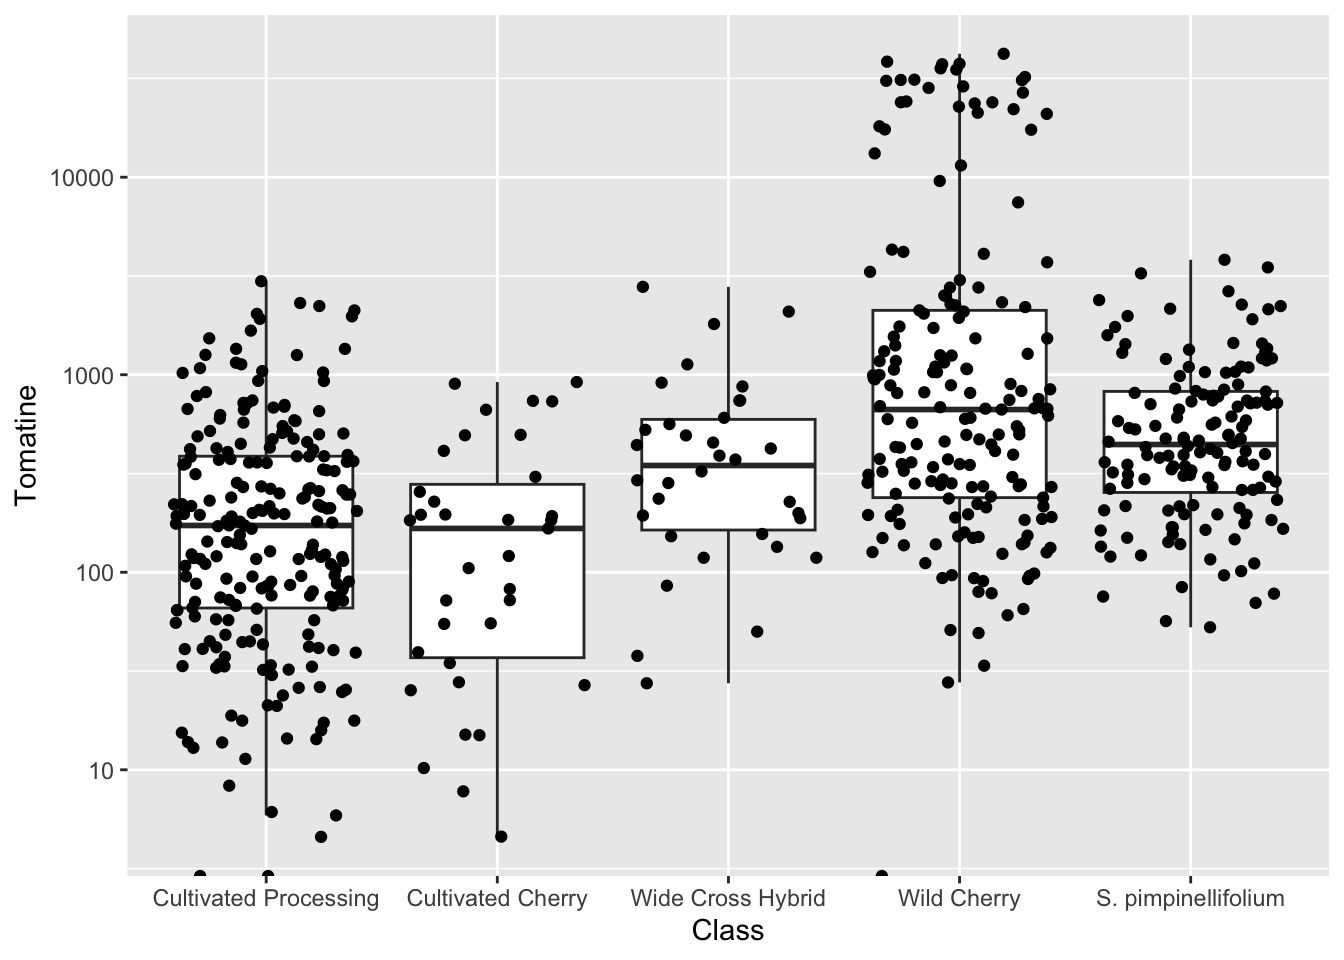 Tomatine
10000
1000
100
10
Cultivated Processing
Cultivated Cherry
Wide Cross Hybrid
Wild Cherry
S. pimpinellifolium
Class